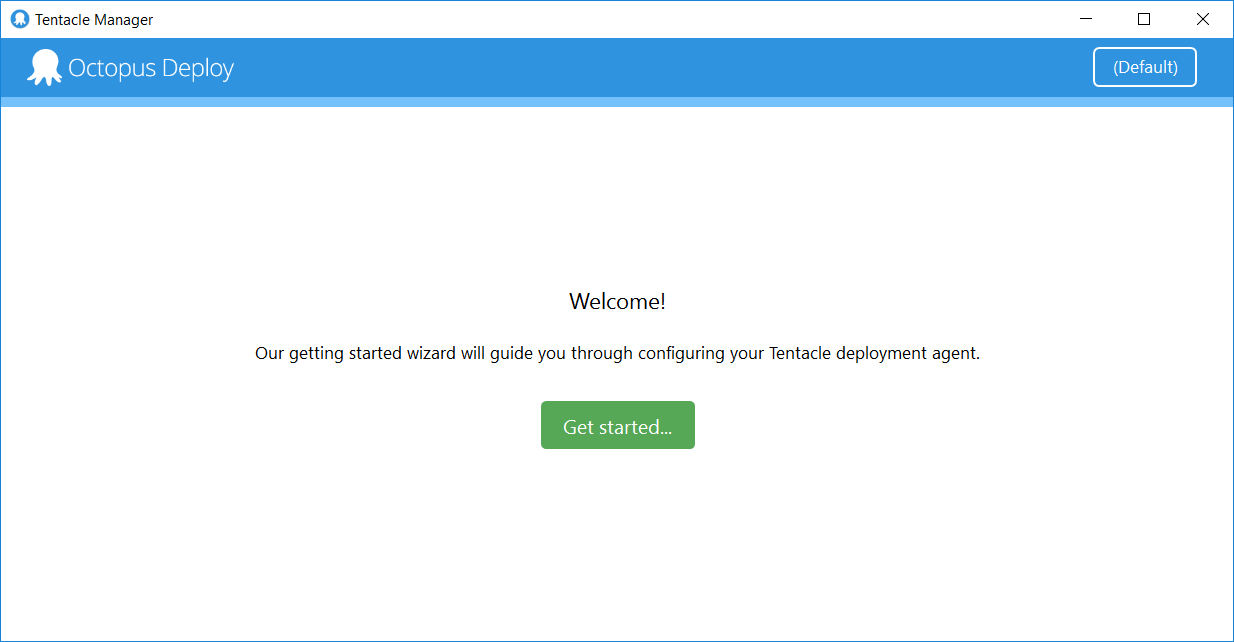 Tentacle Manager
Octopus Deploy
(Default)
Welcome!
Our getting started wizard will guide you through configuring your Tentacle deployment agent.
Get started...